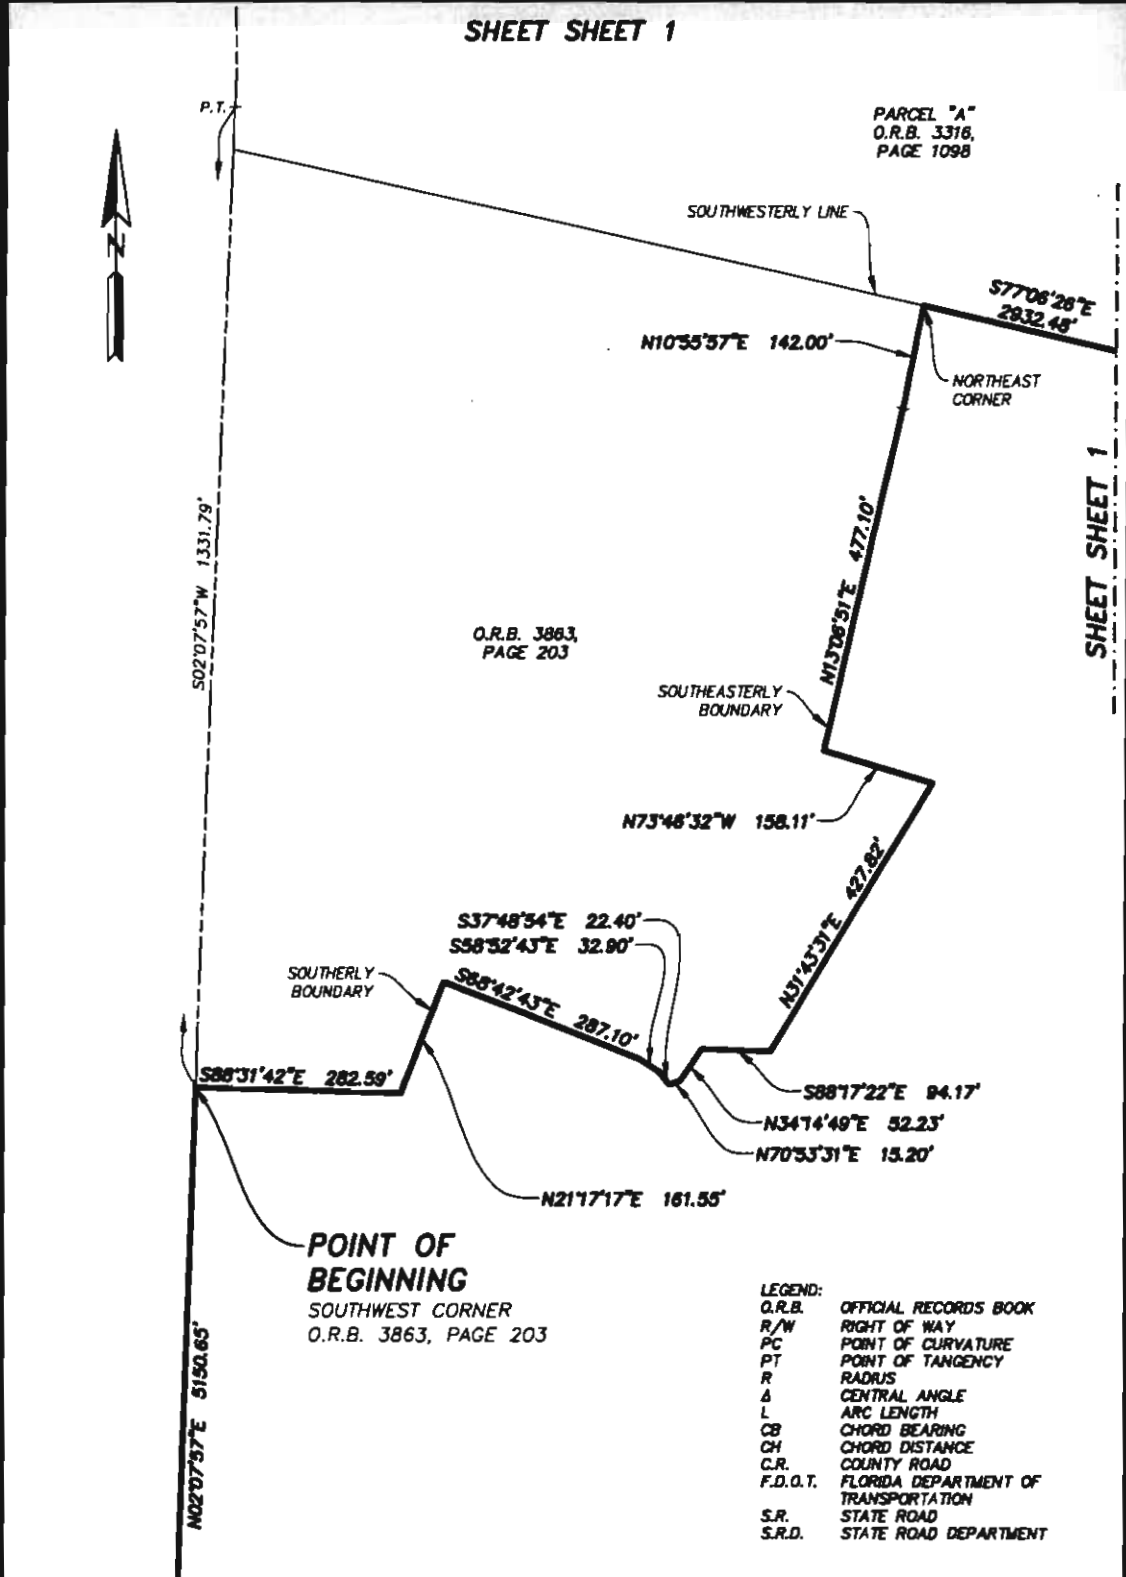 SHEET SHEET 1
P.T.
PARCEL "A"
O.R.B. 3316,
PAGE 1098
N
SOUTHWESTERLY LINE
S77°06'26"E
2932.48'
N10°55'57"E 142.00'
NORTHEAST
CORNER
SHEET SHEET 1
S02°07'57"W 1331.79'
N13°06'51"E 477.10'
O.R.B. 3863,
PAGE 203
SOUTHEASTERLY
BOUNDARY
N73°46'32"W 158.11'
N31°43'31"E 427.82'
S37°48'54"E 22.40'
S58°52'43"E 32.90'
SOUTHERLY
BOUNDARY
S68°42'43"E 287.10'
S88°31'42"E 282.59'
S88°17'22"E 94.17'
N34°14'49"E 52.23'
N70°53'31"E 15.20'
N21°17'17"E 161.55'
POINT OF
BEGINNING
SOUTHWEST CORNER
O.R.B. 3863, PAGE 203
N02°07'57"E 5150.65'
LEGEND:
O.R.B. OFFICIAL RECORDS BOOK
R/W RIGHT OF WAY
PC POINT OF CURVATURE
PT POINT OF TANGENCY
R RADIUS
Δ CENTRAL ANGLE
L ARC LENGTH
CB CHORD BEARING
CH CHORD DISTANCE
C.R. COUNTY ROAD
F.D.O.T. FLORIDA DEPARTMENT OF
TRANSPORTATION
S.R. STATE ROAD
S.R.D. STATE ROAD DEPARTMENT